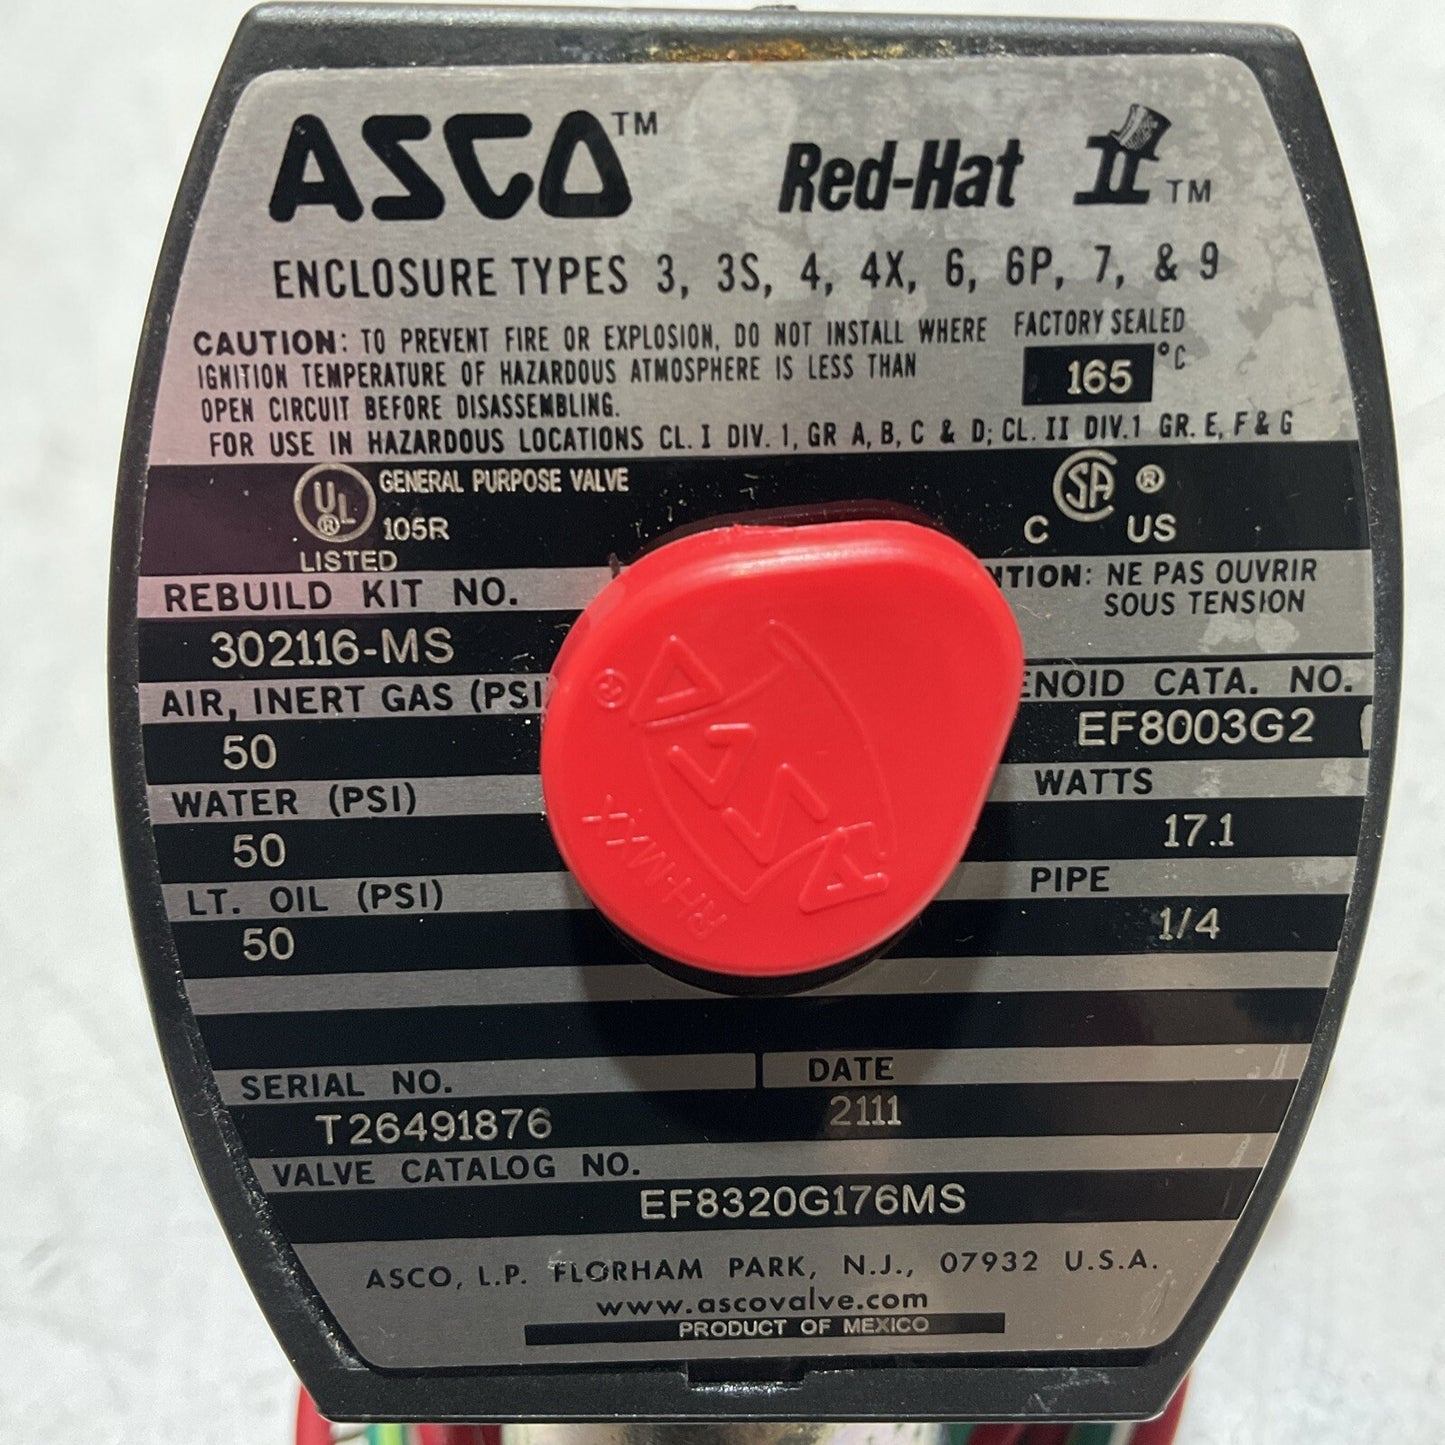 ASCO™
Red-Hat II™
ENCLOSURE TYPES 3, 3S, 4, 4X, 6, 6P, 7, & 9
CAUTION: TO PREVENT FIRE OR EXPLOSION, DO NOT INSTALL WHERE
IGNITION TEMPERATURE OF HAZARDOUS ATMOSPHERE IS LESS THAN
OPEN CIRCUIT BEFORE DISASSEMBLING.
FACTORY SEALED
165 °C
FOR USE IN HAZARDOUS LOCATIONS CL. I DIV. 1, GR A, B, C & D; CL. II DIV.1 GR. E, F & G
UL ®
LISTED
GENERAL PURPOSE VALVE
105R
C SA ® US
NE PAS OUVRIR
SOUS TENSION
REBUILD KIT NO.
302116-MS
AIR, INERT GAS (PSI
50
WATER (PSI)
50
LT. OIL (PSI)
50
CATA. NO.
EF8003G2
WATTS
17.1
PIPE
1/4
ASCO ®
RH-MXX
SERIAL NO.
T26491876
DATE
2111
VALVE CATALOG NO.
EF8320G176MS
ASCO, L.P. FLORHAM PARK, N.J., 07932 U.S.A.
www.ascovalve.com
PRODUCT OF MEXICO